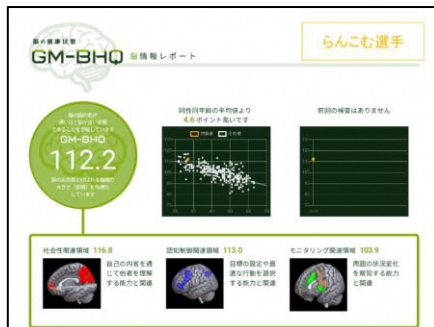 脳の健康状態
GM-BHQ 脳情報レポート
らんこむ選手
GM-BHQ
112.2
同性同年齢の平均値より
4.6ポイント高いです
対象者 その他
前回の検査はありません
社会性関連領域 116.8
自己の内省を通
じて他者を理解
する能力と関連
認知制御関連領域 113.0
目標の設定や最
適な行動を選択
する能力と関連
モニタリング関連領域 103.9
周囲の状況変化
を察知する能力
と関連